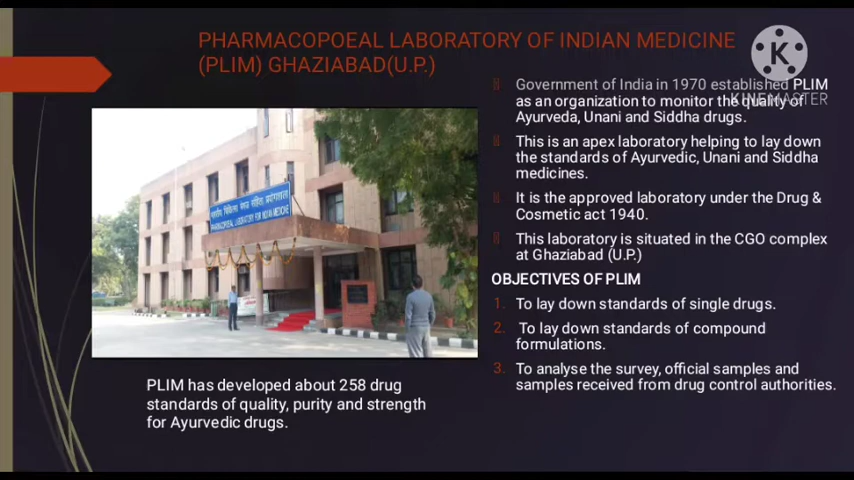 PHARMACOPOEAL LABORATORY OF INDIAN MEDICINE
(PLIM) GHAZIABAD(U.P.)
K
KINEMASTER
Government of India in 1970 established PLIM
as an organization to monitor the quality of
Ayurveda, Unani and Siddha drugs.
This is an apex laboratory helping to lay down
the standards of Ayurvedic, Unani and Siddha
medicines.
It is the approved laboratory under the Drug &
Cosmetic act 1940.
This laboratory is situated in the CGO complex
at Ghaziabad (U.P.)
OBJECTIVES OF PLIM
1. To lay down standards of single drugs.
2. To lay down standards of compound
formulations.
3. To analyse the survey, official samples and
samples received from drug control authorities.
भारतीय चिकित्सा भेषज संहिता प्रयोगशाला
PHARMACOPOEIAL LABORATORY FOR INDIAN MEDICINE
PLIM has developed about 258 drug
standards of quality, purity and strength
for Ayurvedic drugs.